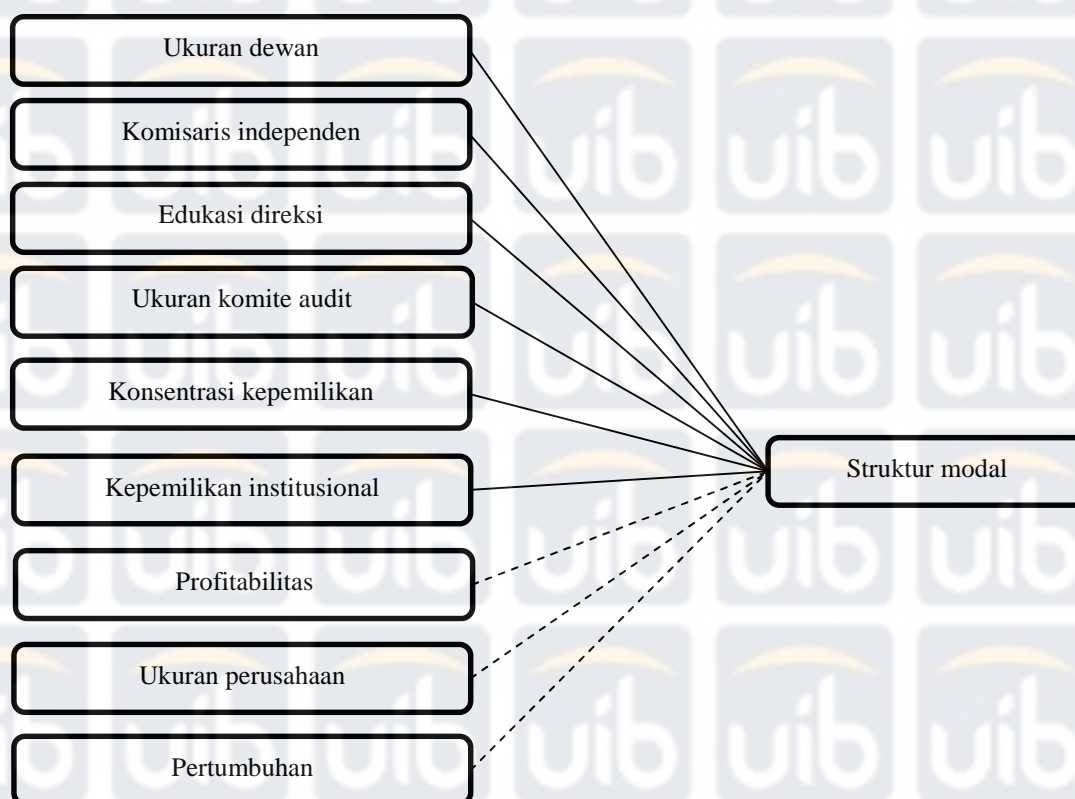 Ukuran dewan
Komisaris independen
Edukasi direksi
Ukuran komite audit
Konsentrasi kepemilikan
Kepemilikan institusional
Profitabilitas
Ukuran perusahaan
Pertumbuhan
Struktur modal